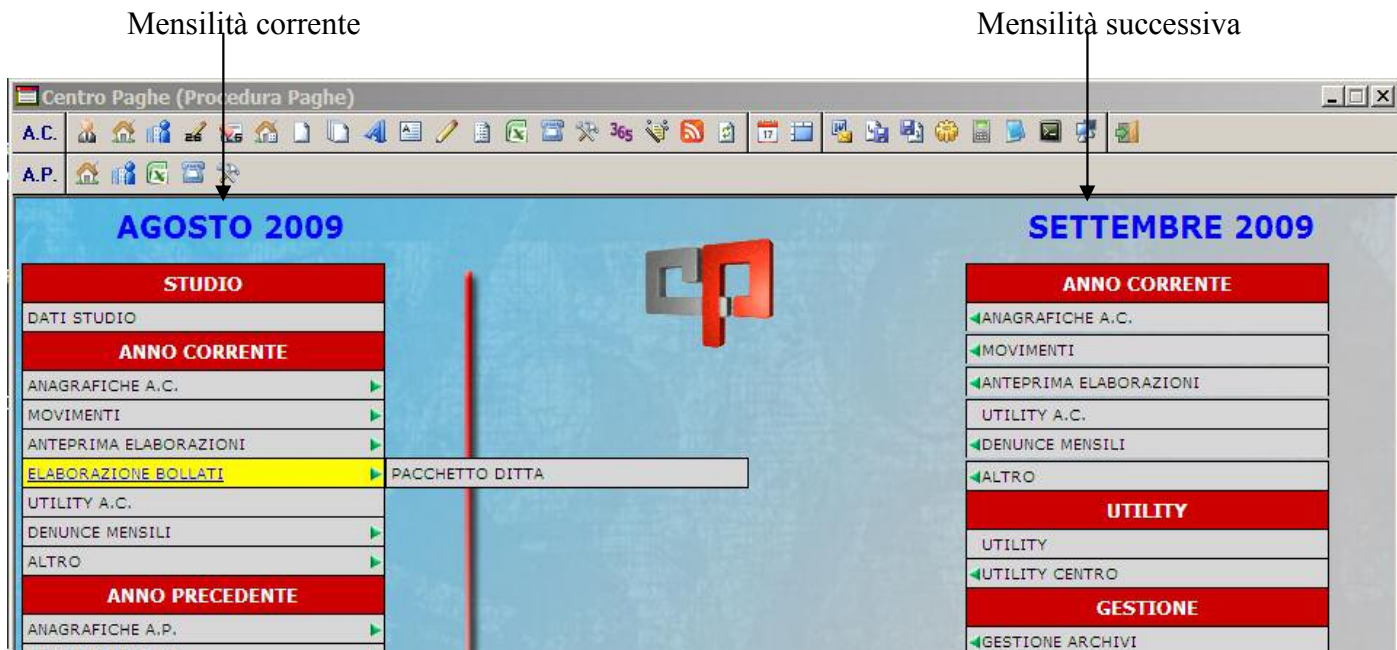 Mensilità corrente
Mensilità successiva
Centro Paghe (Procedura Paghe)
A.C.
365
17
A.P.
AGOSTO 2009
STUDIO
DATI STUDIO
ANNO CORRENTE
ANAGRAFICHE A.C.
MOVIMENTI
ANTEPRIMA ELABORAZIONI
ELABORAZIONE BOLLATI
PACCHETTO DITTA
UTILITY A.C.
DENUNCE MENSILI
ALTRO
ANNO PRECEDENTE
ANAGRAFICHE A.P.
SETTEMBRE 2009
ANNO CORRENTE
ANAGRAFICHE A.C.
MOVIMENTI
ANTEPRIMA ELABORAZIONI
UTILITY A.C.
DENUNCE MENSILI
ALTRO
UTILITY
UTILITY
UTILITY CENTRO
GESTIONE
GESTIONE ARCHIVI